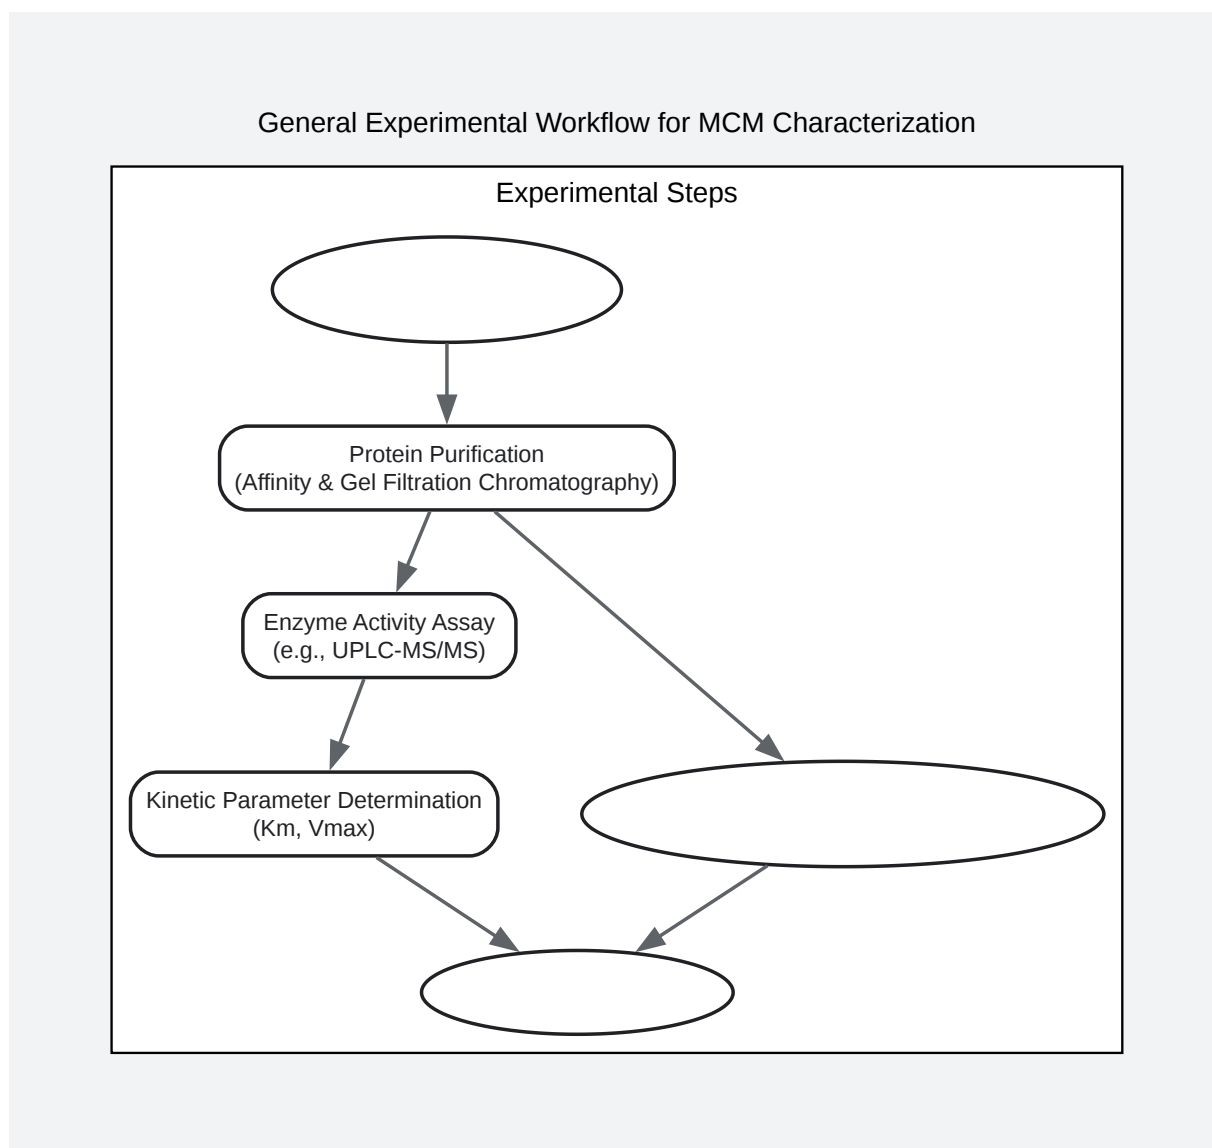 General Experimental Workflow for MCM Characterization
Experimental Steps
Protein Purification
(Affinity & Gel Filtration Chromatography)
Enzyme Activity Assay
(e.g., UPLC-MS/MS)
Kinetic Parameter Determination
(Km, Vmax)